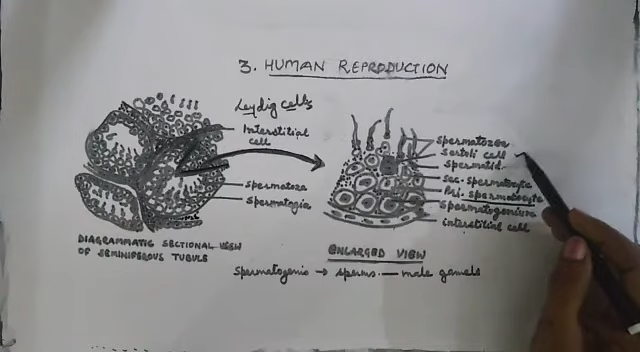 3. HUMAN REPRODUCTION
Leydig cells
Interstitial
cell
Spermatozoa
Spermatogia
DIAGRAMMATIC SECTIONAL VIEW
OF SEMINIFEROUS TUBULE
Spermatozoa
Sertoli cell
Spermatid
Sec. Spermatocyte
Pri. Spermatocyte
Spermatogonium
interstitial cell
ENLARGED VIEW
Spermatogenis → sperms — male gamets